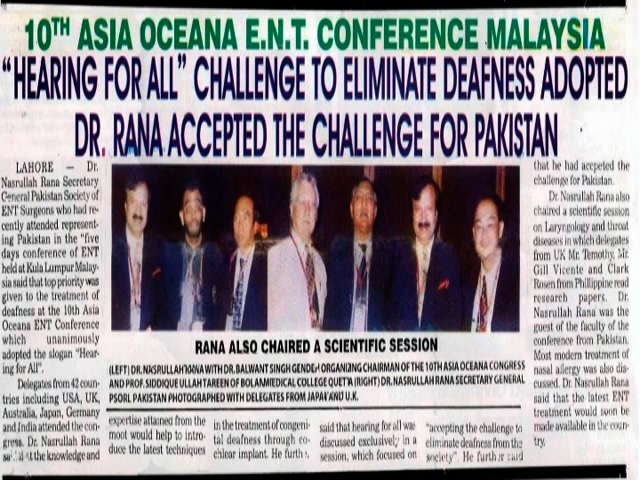 10TH ASIA OCEANA E.N.T. CONFERENCE MALAYSIA
"HEARING FOR ALL" CHALLENGE TO ELIMINATE DEAFNESS ADOPTED
DR. RANA ACCEPTED THE CHALLENGE FOR PAKISTAN
LAHORE — Dr.
Nasrullah Rana Secretary
General Pakistan Society of
ENT Surgeons who had re-
cently attended represent-
ing Pakistan in the "five
days conference of ENT
held at Kula Lumpur Malay-
sia said that top priority was
given to the treatment of
deafness at the 10th Asia
Oceana ENT Conference
which unanimously
adopted the slogan "Hear-
ing for All".
Delegates from 42 coun-
tries including USA, UK,
Australia, Japan, Germany
and India attended the con-
gress. Dr. Nasrullah Rana
the knowledge and
RANA ALSO CHAIRED A SCIENTIFIC SESSION
(LEFT) DR. NASRULLAH RANA WITH DR. BALWANT SINGH GENDEH ORGANIZING CHAIRMAN OF THE 10TH ASIA OCEANA CONGRESS
AND PROF. SIDDIQUE ULLAH TAREEN OF BOLAN MEDICAL COLLEGE QUETTA (RIGHT) DR. NASRULLAH RANA SECRETARY GENERAL
PSORL PAKISTAN PHOTOGRAPHED WITH DELEGATES FROM JAPAN AND U.K.
expertise attained from the
moot would help to intro-
duce the latest techniques
in the treatment of congeni-
tal deafness through co-
chlear implant. He
said that hearing for all was
discussed exclusively in a
session, which focused on
"accepting the challenge to
eliminate deafness from the
society". He further said
that he had accpeted the
challenge for Pakistan.
Dr. Nasrullah Rana also
chaired a scientific session
on Laryngology and throat
diseases in which delegates
from UK Mr. Temothy, Mr.
Gill Vicente and Clark
Rosen from Phillippine read
research papers. Dr.
Nasrullah Rana was the
guest of the faculty of the
conference from Pakistan.
Most modern treatment of
nasal allergy was also dis-
cussed. Dr. Nasrullah Rana
said that the latest ENT
treatment would soon be
made available in the coun-
try.